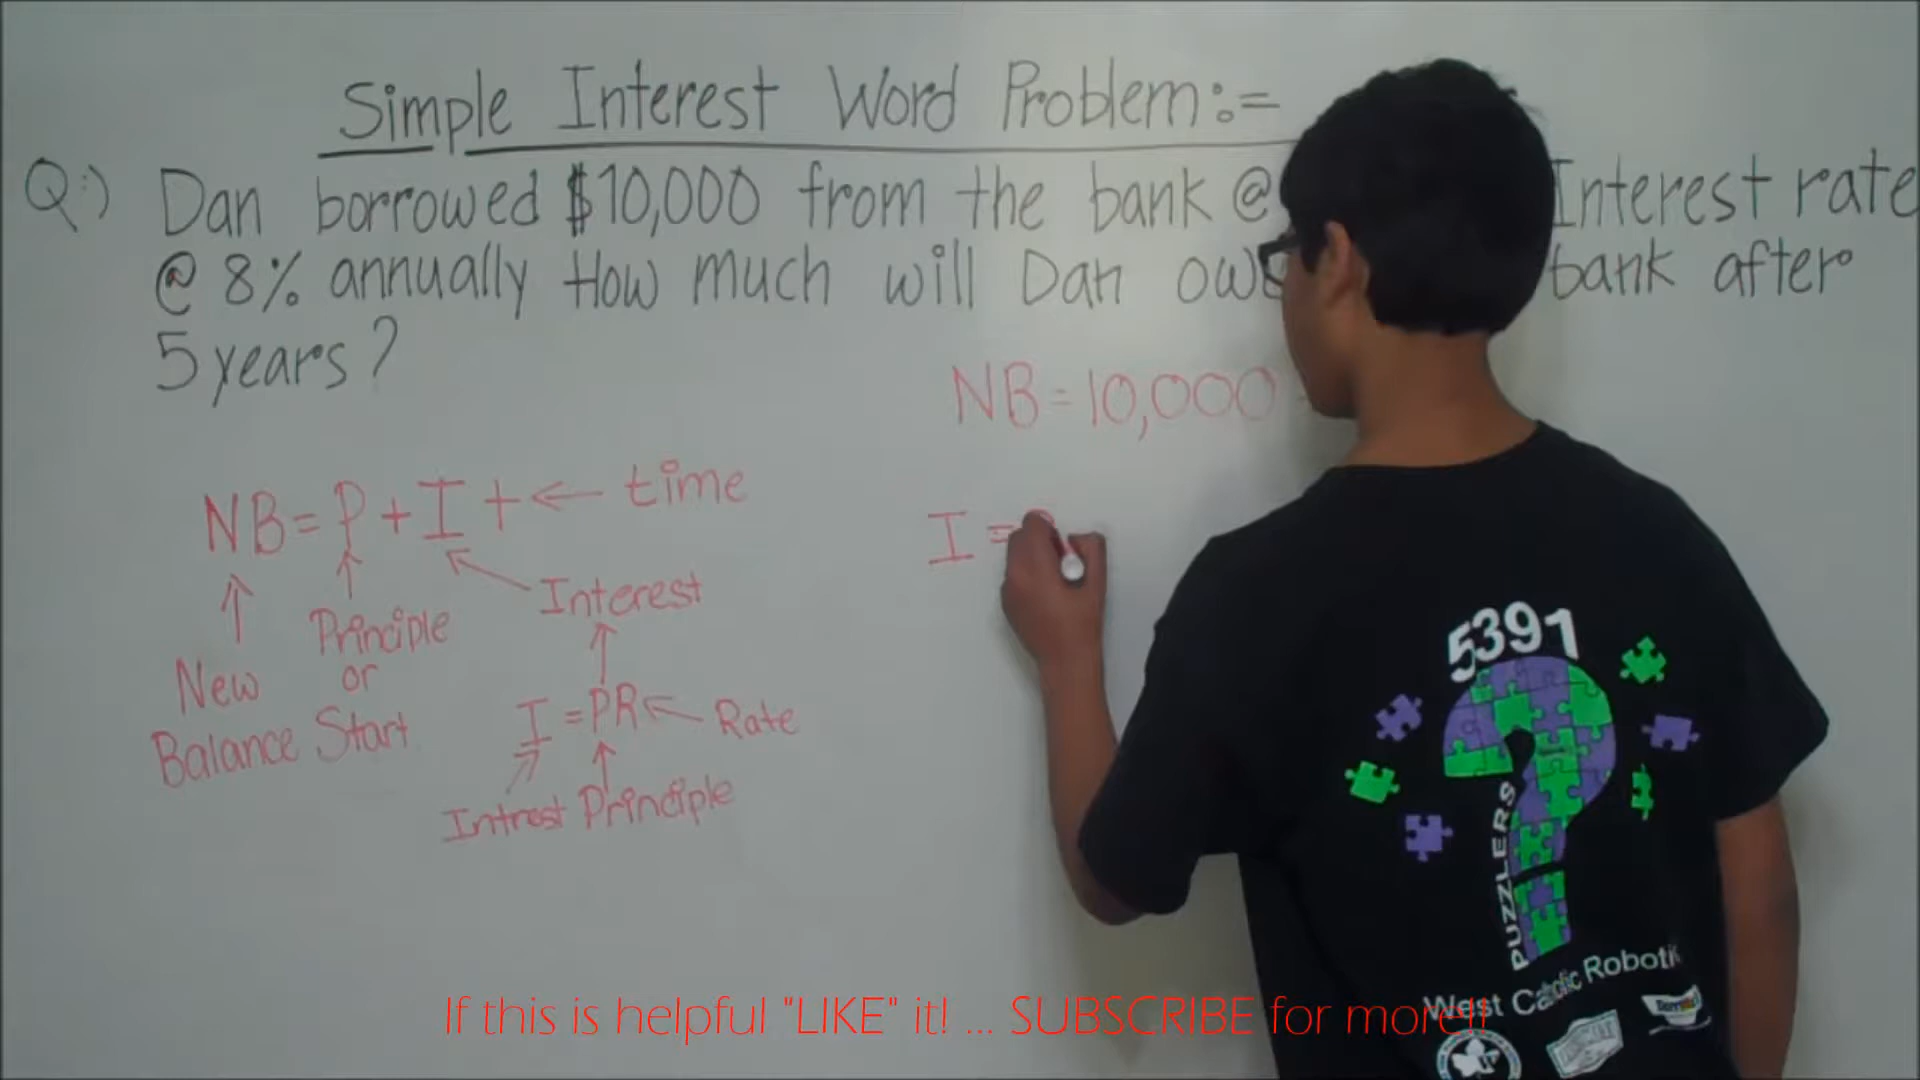 Simple Interest Word Problem:=
Q:) Dan borrowed $10,000 from the bank @ Interest rate
@ 8% annually How much will Dan owe bank after
5 years?
NB=10,000
NB=P+I t ← time
I =
Interest
Principle
or
Start
New
Balance
I =PR Rate
Intrest Principle
5391
PUZZLERS
West Catholic Roboti
If this is helpful "LIKE" it! ... SUBSCRIBE for more!!